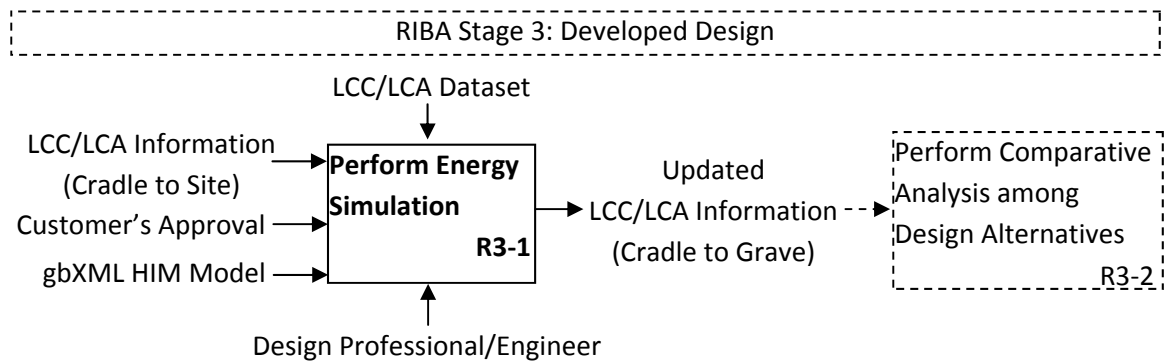 RIBA Stage 3: Developed Design
LCC/LCA Dataset
LCC/LCA Information
(Cradle to Site)
Customer’s Approval
gbXML HIM Model
Perform Energy
Simulation
R3-1
Updated
LCC/LCA Information
(Cradle to Grave)
Perform Comparative
Analysis among
Design Alternatives
R3-2
Design Professional/Engineer